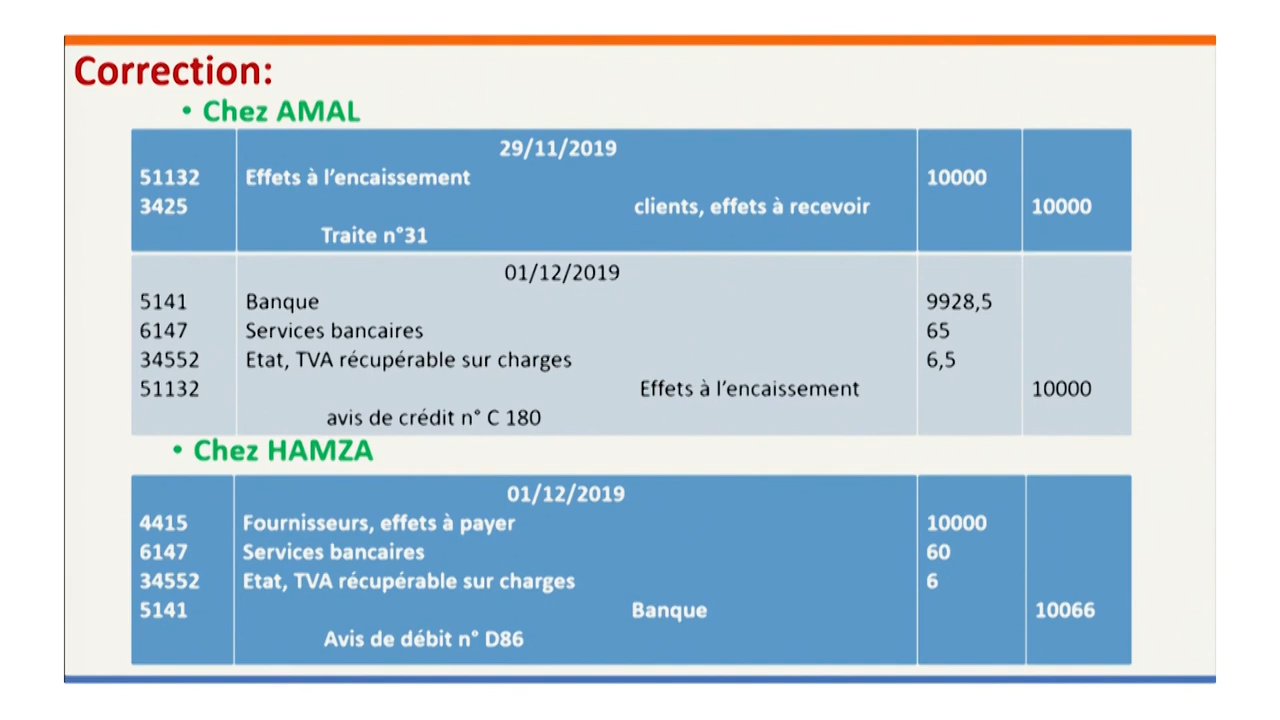 Correction:
• Chez AMAL
29/11/2019
51132 Effets à l’encaissement 10000
3425 clients, effets à recevoir 10000
Traite n°31
01/12/2019
5141 Banque 9928,5
6147 Services bancaires 65
34552 Etat, TVA récupérable sur charges 6,5
51132 Effets à l’encaissement 10000
avis de crédit n° C 180
• Chez HAMZA
01/12/2019
4415 Fournisseurs, effets à payer 10000
6147 Services bancaires 60
34552 Etat, TVA récupérable sur charges 6
5141 Banque 10066
Avis de débit n° D86